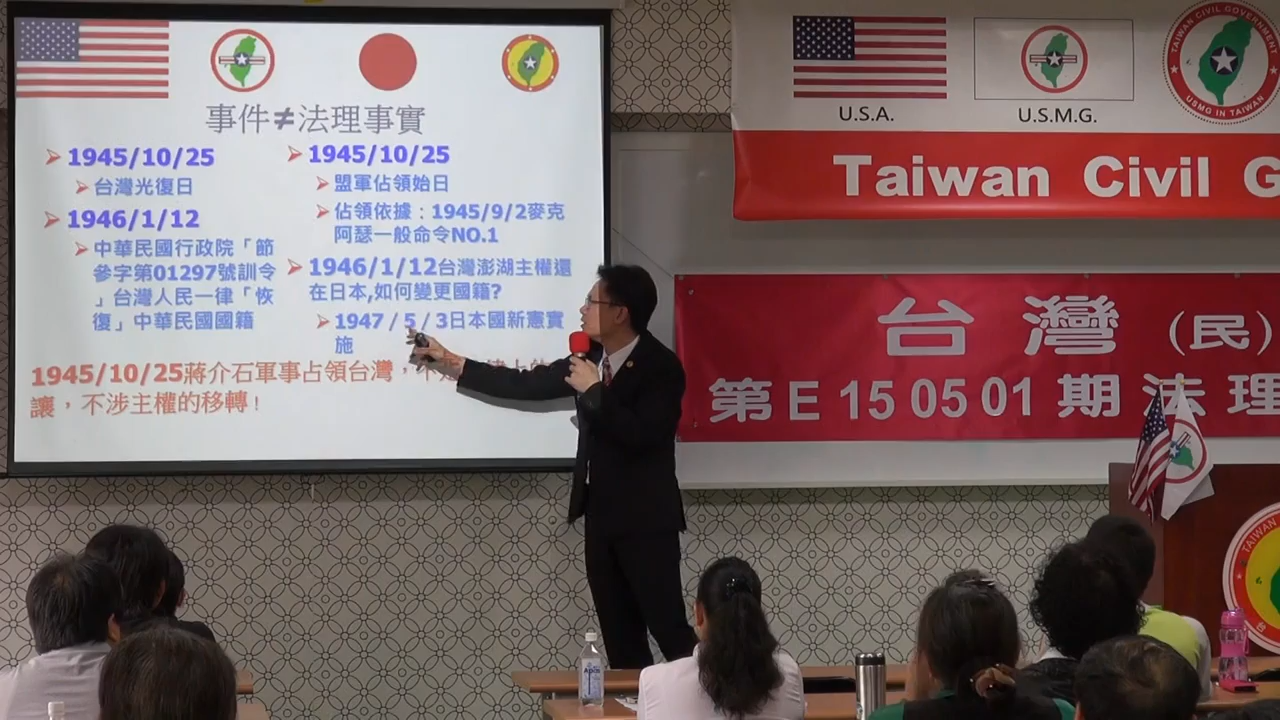 事件≠法理事實
1945/10/25
台灣光復日
1946/1/12
中華民國行政院「節
參字第01297號訓令
」台灣人民一律「恢
復」中華民國國籍
1945/10/25
盟軍佔領始日
佔領依據：1945/9/2麥克
阿瑟一般命令NO.1
1946/1/12台灣澎湖主權還
在日本,如何變更國籍?
1947 / 5 / 3日本國新憲實
施
1945/10/25蔣介石軍事占領台灣，不
讓，不涉主權的移轉!
U.S.A.
U.S.M.G.
TAIWAN CIVIL GOVERNMENT
USMG IN TAIWAN
Taiwan Civil G
台灣（民）
第E150501期法理